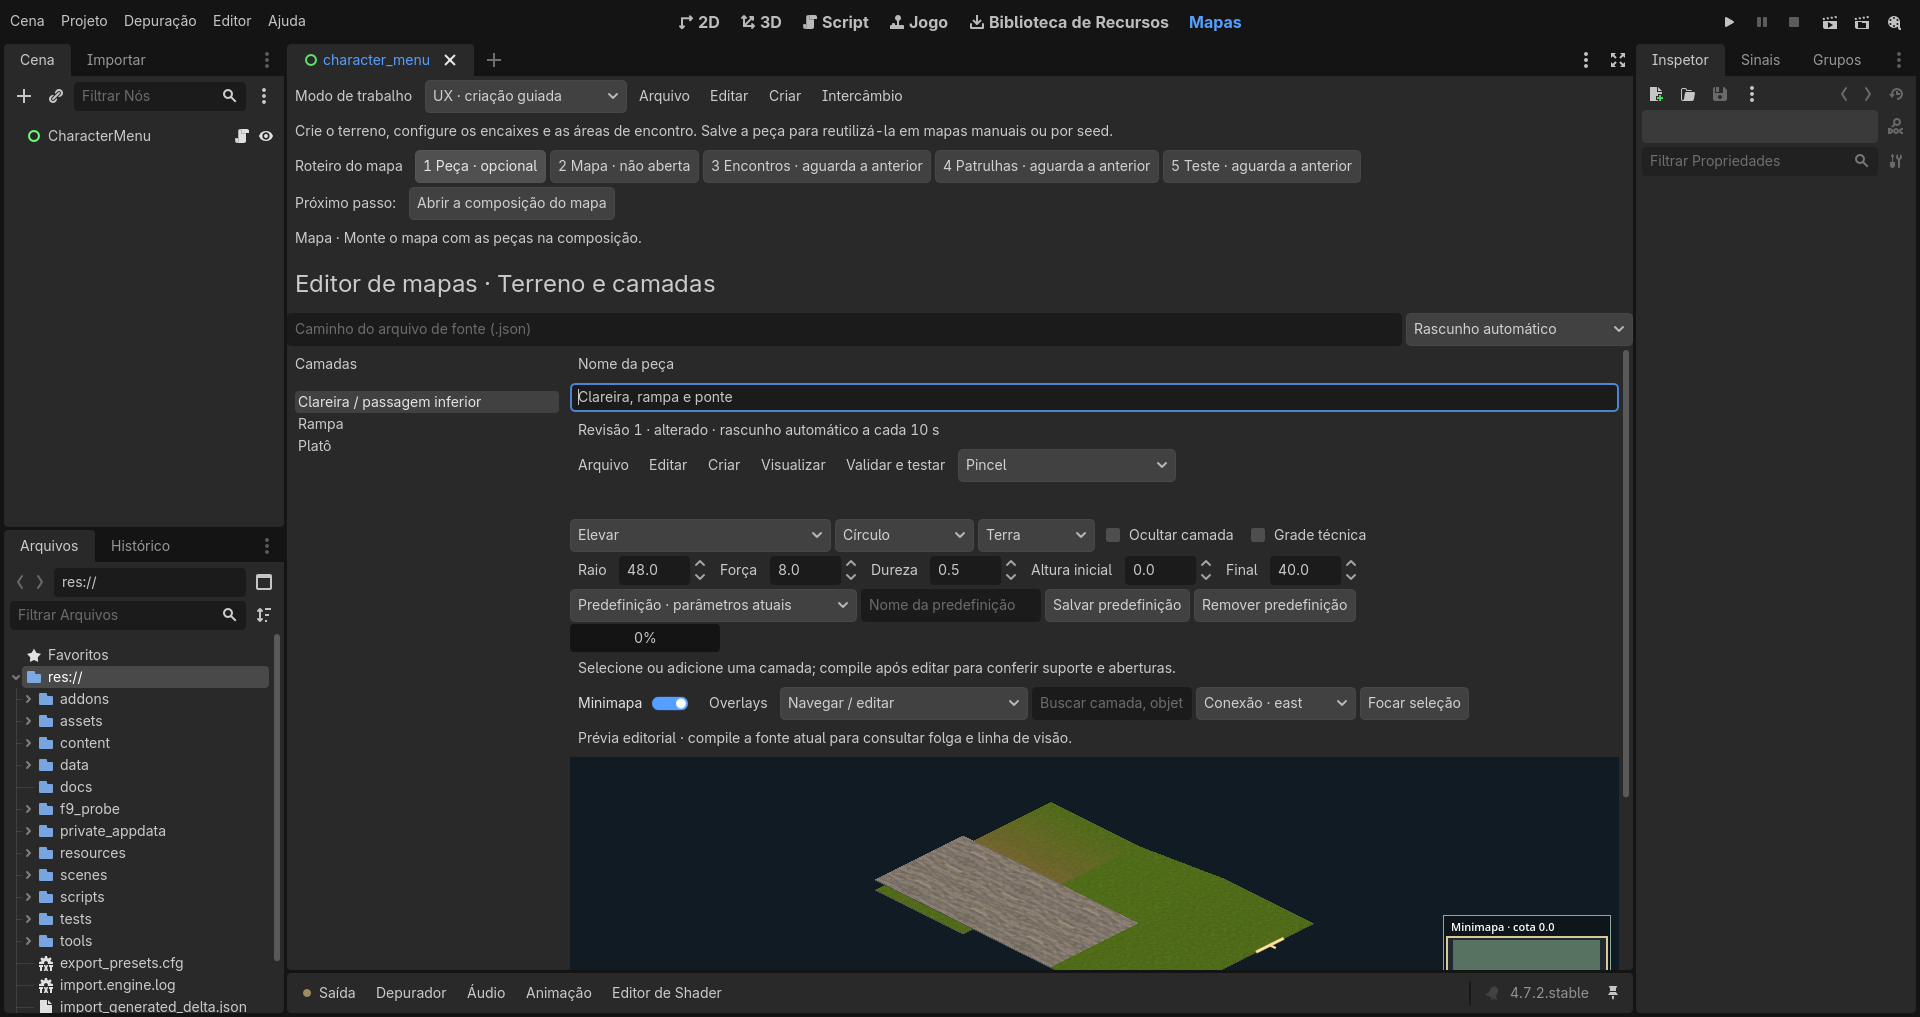 Cena Projeto Depuração Editor Ajuda
2D 3D Script Jogo Biblioteca de Recursos Mapas
Cena Importar
Filtrar Nós
CharacterMenu
character_menu
Modo de trabalho UX · criação guiada Arquivo Editar Criar Intercâmbio
Crie o terreno, configure os encaixes e as áreas de encontro. Salve a peça para reutilizá-la em mapas manuais ou por seed.
Roteiro do mapa 1 Peça · opcional 2 Mapa · não aberta 3 Encontros · aguarda a anterior 4 Patrulhas · aguarda a anterior 5 Teste · aguarda a anterior
Próximo passo: Abrir a composição do mapa
Mapa · Monte o mapa com as peças na composição.
Editor de mapas · Terreno e camadas
Caminho do arquivo de fonte (.json) Rascunho automático
Camadas
Clareira / passagem inferior
Rampa
Platô
Nome da peça
Clareira, rampa e ponte
Revisão 1 · alterado · rascunho automático a cada 10 s
Arquivo Editar Criar Visualizar Validar e testar Pincel
Elevar Círculo Terra Ocultar camada Grade técnica
Raio 48.0 Força 8.0 Dureza 0.5 Altura inicial 0.0 Final 40.0
Predefinição · parâmetros atuais Nome da predefinição Salvar predefinição Remover predefinição
0%
Selecione ou adicione uma camada; compile após editar para conferir suporte e aberturas.
Minimapa Overlays Navegar / editar Buscar camada, objet Conexão · east Focar seleção
Prévia editorial · compile a fonte atual para consultar folga e linha de visão.
Minimapa · cota 0.0
Arquivos Histórico
res://
Filtrar Arquivos
Favoritos
res://
addons
assets
content
data
docs
f9_probe
private_appdata
resources
scenes
scripts
tests
tools
export_presets.cfg
import.engine.log
import_generated_delta.json
Saída Depurador Áudio Animação Editor de Shader 4.7.2.stable
Inspetor Sinais Grupos
DOC
Filtrar Propriedades